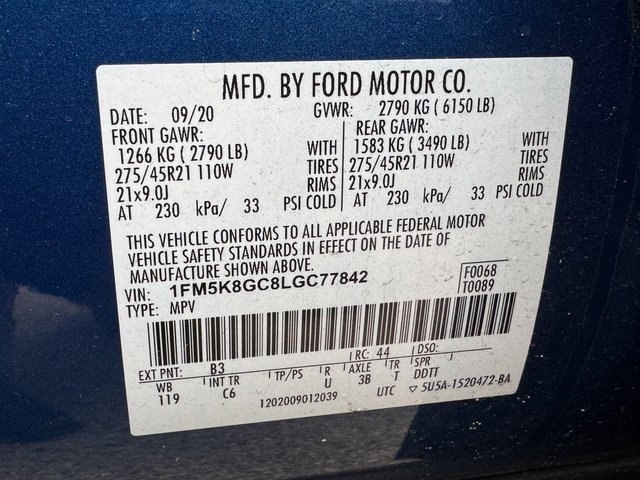 MFD. BY FORD MOTOR CO.
DATE: 09/20 GVWR: 2790 KG ( 6150 LB)
FRONT GAWR: REAR GAWR:
1266 KG ( 2790 LB) WITH 1583 KG ( 3490 LB) WITH
275/45R21 110W TIRES 275/45R21 110W TIRES
21x9.0J RIMS 21x9.0J RIMS
AT 230 kPa/ 33 PSI COLD AT 230 kPa/ 33 PSI COLD
THIS VEHICLE CONFORMS TO ALL APPLICABLE FEDERAL MOTOR
VEHICLE SAFETY STANDARDS IN EFFECT ON THE DATE OF
MANUFACTURE SHOWN ABOVE.
VIN: 1FM5K8GC8LGC77842 F0068
TYPE: MPV T0089
EXT PNT: B3 RC: 44 DSO:
WB INT TR TP/PS R AXLE TR SPR
119 C6 U 3B T DDTT
1202009012039 UTC ▽ 5U5A-1520472-BA